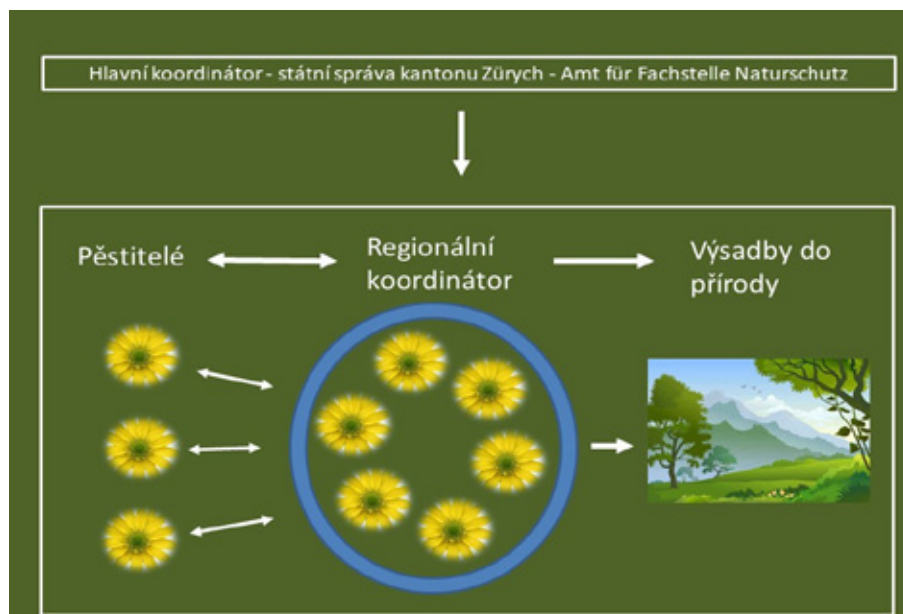 Hlavní koordinátor - státní správa kantonu Zürych - Amt für Fachstelle Naturschutz
Pěstitelé
Regionální
koordinátor
Výsadby do
přírody